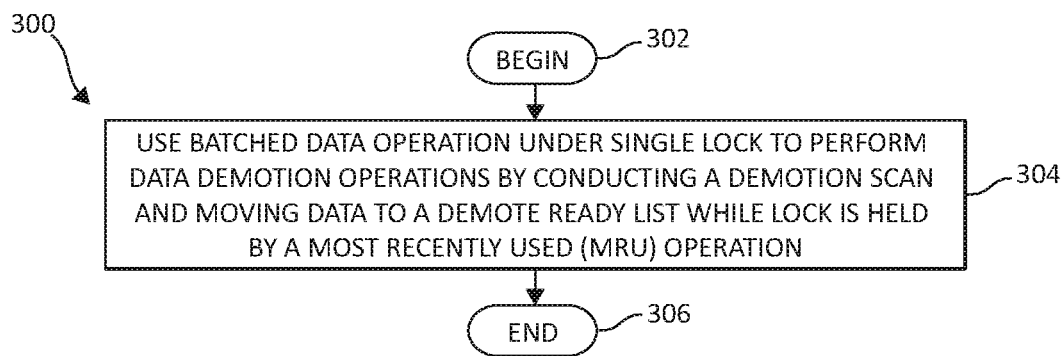 300
BEGIN
302
USE BATCHED DATA OPERATION UNDER SINGLE LOCK TO PERFORM
DATA DEMOTION OPERATIONS BY CONDUCTING A DEMOTION SCAN
AND MOVING DATA TO A DEMOTE READY LIST WHILE LOCK IS HELD
BY A MOST RECENTLY USED (MRU) OPERATION
304
END
306